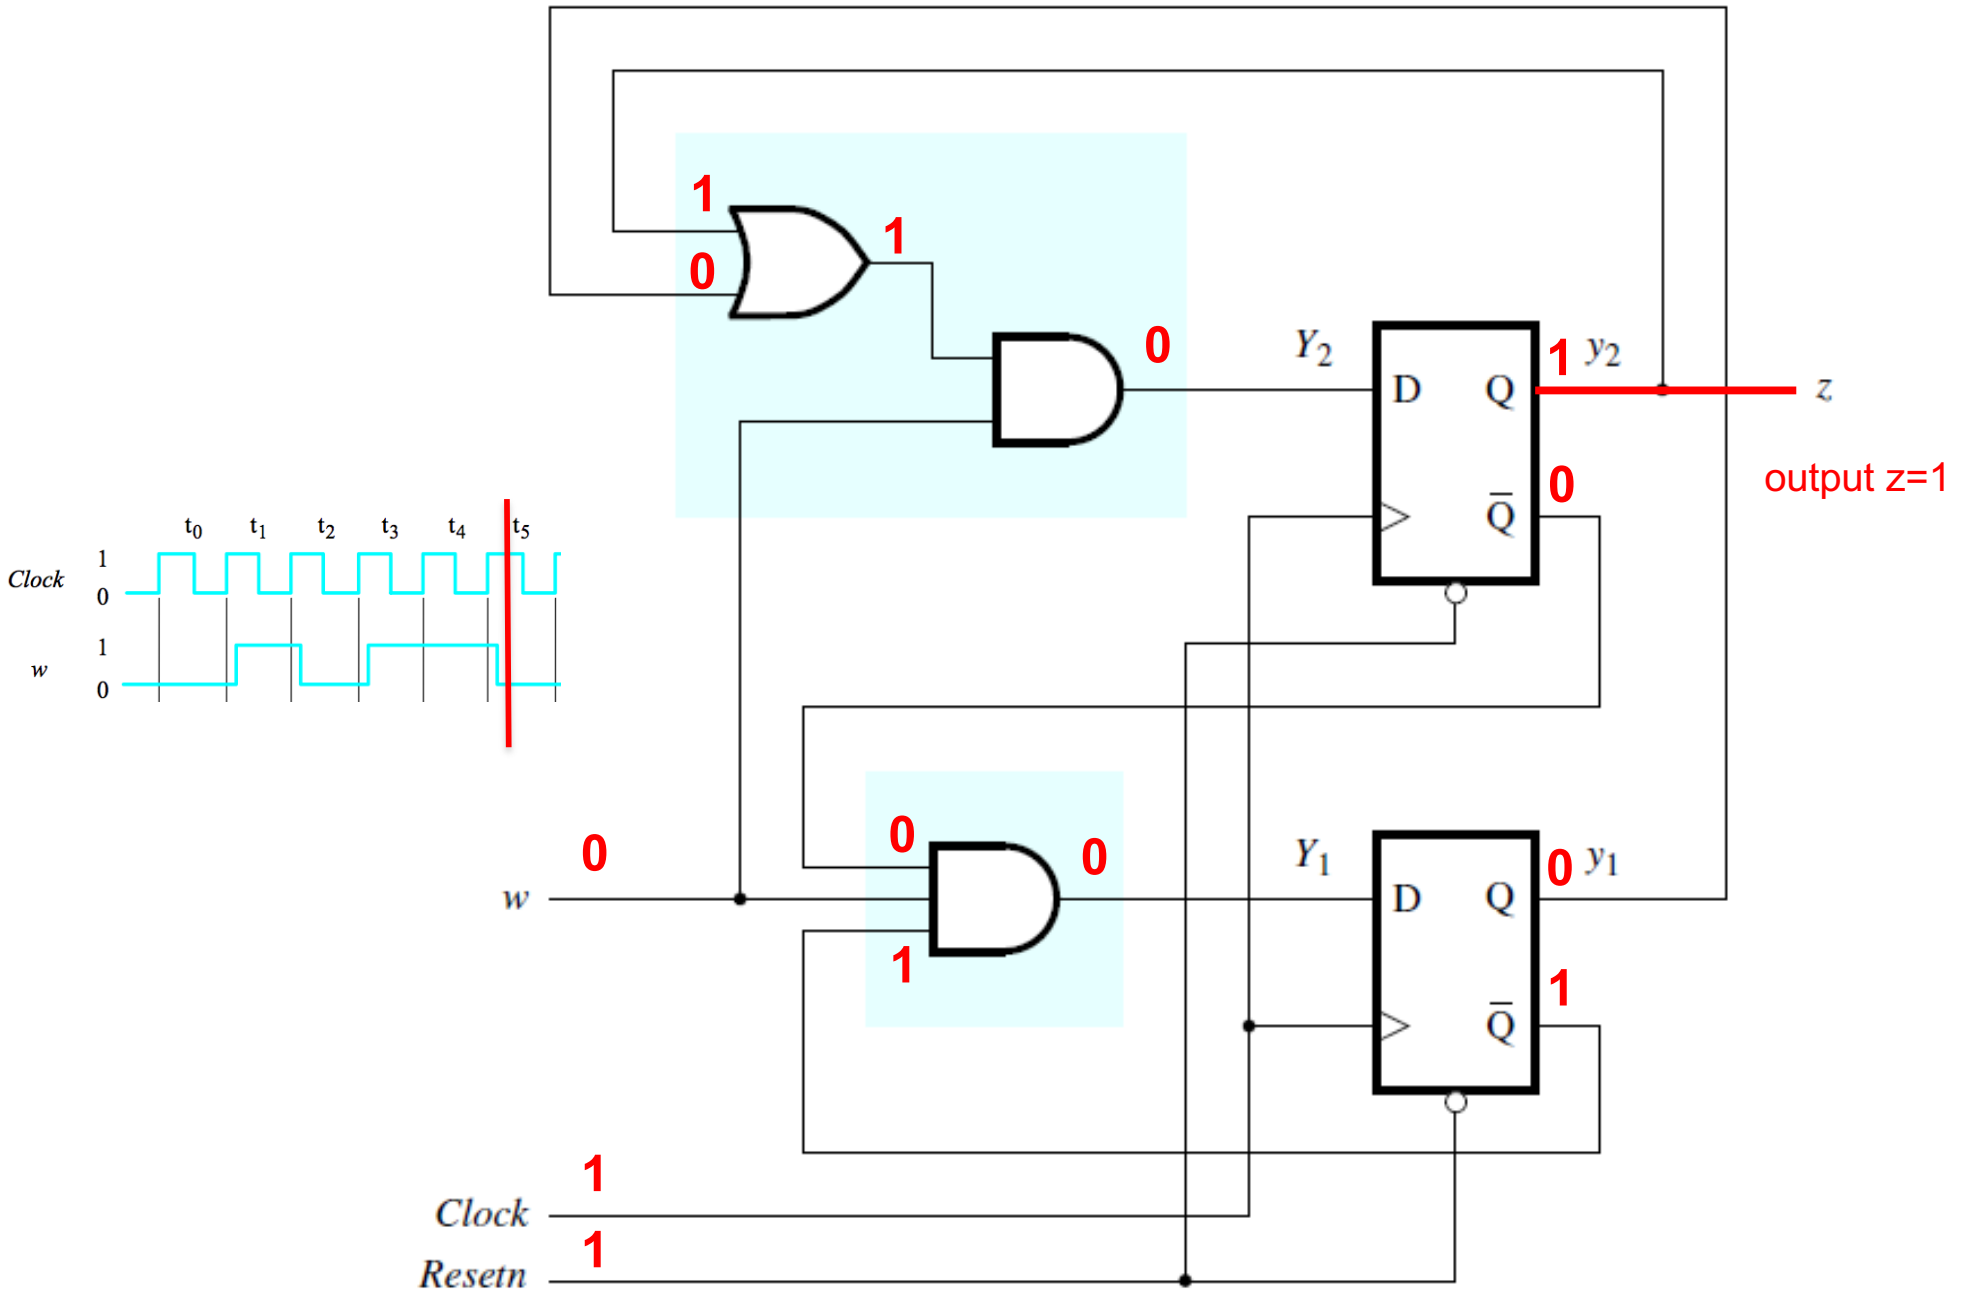 1
1
0
1
0
Y₂
1 y₂
D Q
z
0
output z=1
Q̅
t₀ t₁ t₂ t₃ t₄ t₅
1
Clock
0
1
w
0
0
0
0
Y₁
0 y₁
w
D Q
1
1
Q̅
1
Clock
1
Resetn